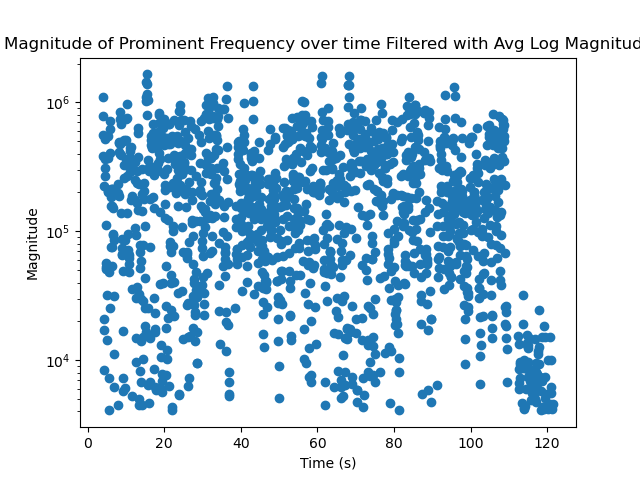 Magnitude of Prominent Frequency over time Filtered with Avg Log Magnitud
10⁶
10⁵
10⁴
Magnitude
0 20 40 60 80 100 120
Time (s)